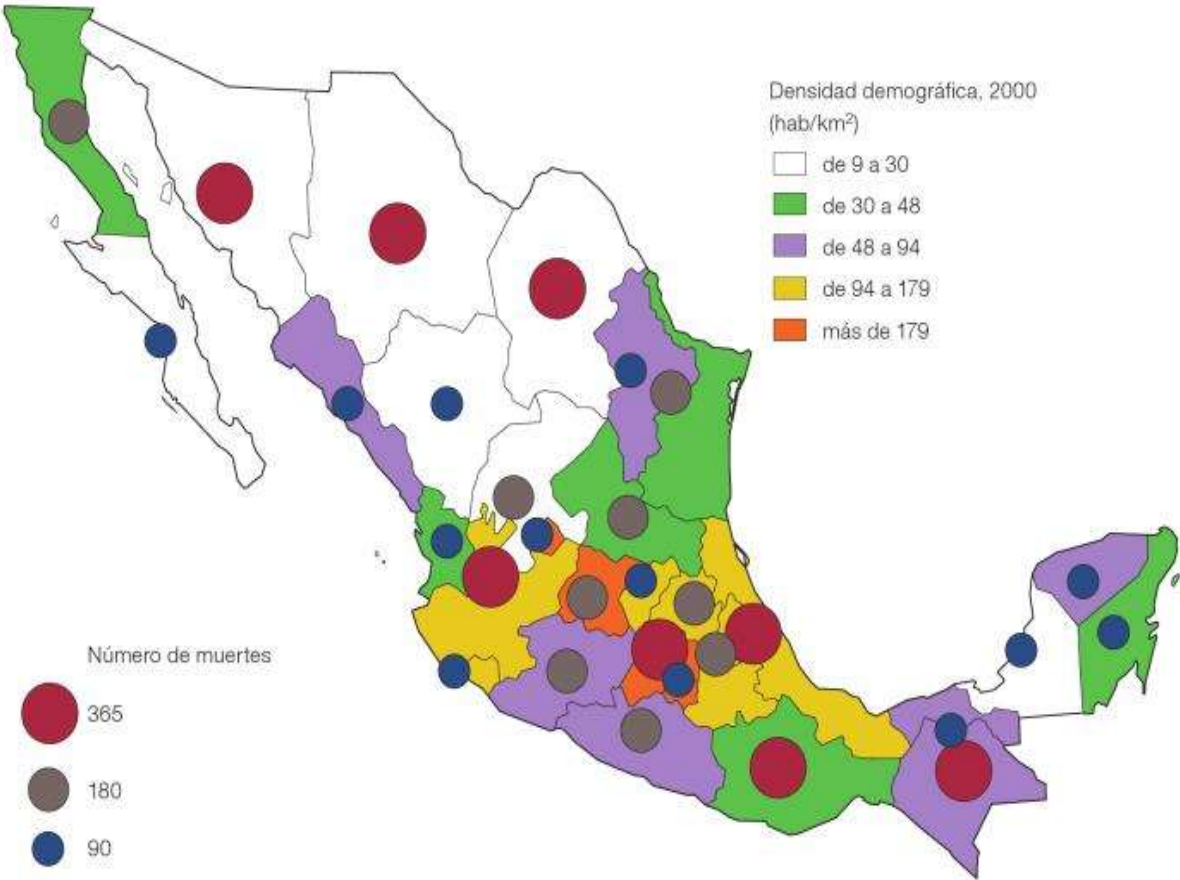 Densidad demográfica, 2000
(hab/km²)
de 9 a 30
de 30 a 48
de 48 a 94
de 94 a 179
más de 179
Número de muertes
365
180
90